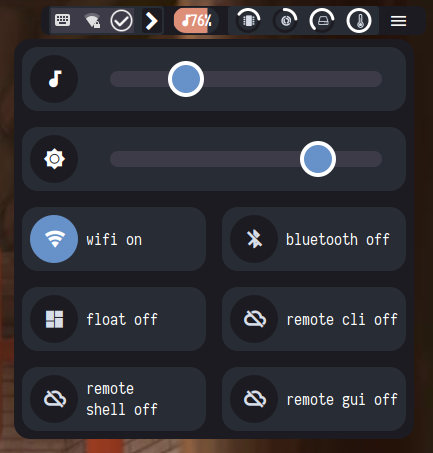 76%
wifi on
bluetooth off
float off
remote cli off
remote
shell off
remote gui off